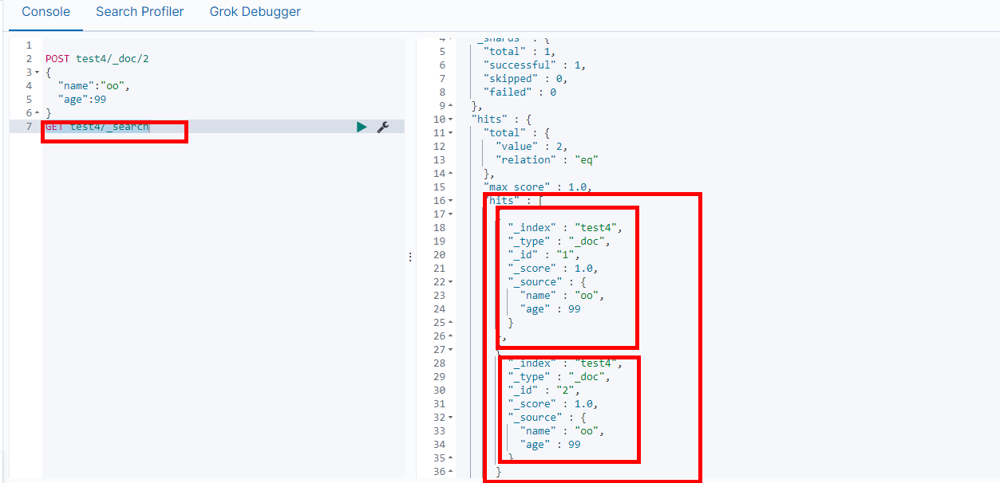 Console Search Profiler Grok Debugger
1
2 POST test4/_doc/2
3 {
4 "name":"oo",
5 "age":99
6 }
7 GET test4/_search
4 "_shards" : {
5 "total" : 1,
6 "successful" : 1,
7 "skipped" : 0,
8 "failed" : 0
9 },
10 "hits" : {
11 "total" : {
12 "value" : 2,
13 "relation" : "eq"
14 },
15 "max_score" : 1.0,
16 "hits" : [
17
18 "_index" : "test4",
19 "_type" : "_doc",
20 "_id" : "1",
21 "_score" : 1.0,
22 "_source" : {
23 "name" : "oo",
24 "age" : 99
25 }
26 },
27
28 "_index" : "test4",
29 "_type" : "_doc",
30 "_id" : "2",
31 "_score" : 1.0,
32 "_source" : {
33 "name" : "oo",
34 "age" : 99
35 }
36 }